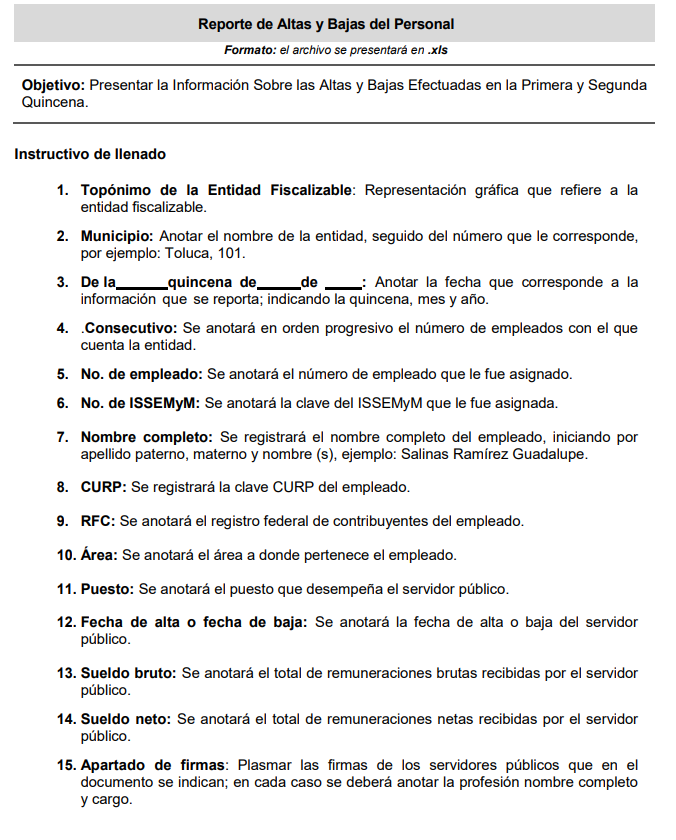 Reporte de Altas y Bajas del Personal
Formato: el archivo se presentará en .xls
Objetivo: Presentar la Información Sobre las Altas y Bajas Efectuadas en la Primera y Segunda
Quincena.
Instructivo de llenado
1. Topónimo de la Entidad Fiscalizable: Representación gráfica que refiere a la
entidad fiscalizable.
2. Municipio: Anotar el nombre de la entidad, seguido del número que le corresponde,
por ejemplo: Toluca, 101.
3. De la______quincena de_____de _____: Anotar la fecha que corresponde a la
información que se reporta; indicando la quincena, mes y año.
4. .Consecutivo: Se anotará en orden progresivo el número de empleados con el que
cuenta la entidad.
5. No. de empleado: Se anotará el número de empleado que le fue asignado.
6. No. de ISSEMyM: Se anotará la clave del ISSEMyM que le fue asignada.
7. Nombre completo: Se registrará el nombre completo del empleado, iniciando por
apellido paterno, materno y nombre (s), ejemplo: Salinas Ramírez Guadalupe.
8. CURP: Se registrará la clave CURP del empleado.
9. RFC: Se anotará el registro federal de contribuyentes del empleado.
10. Área: Se anotará el área a donde pertenece el empleado.
11. Puesto: Se anotará el puesto que desempeña el servidor público.
12. Fecha de alta o fecha de baja: Se anotará la fecha de alta o baja del servidor
público.
13. Sueldo bruto: Se anotará el total de remuneraciones brutas recibidas por el servidor
público.
14. Sueldo neto: Se anotará el total de remuneraciones netas recibidas por el servidor
público.
15. Apartado de firmas: Plasmar las firmas de los servidores públicos que en el
documento se indican; en cada caso se deberá anotar la profesión nombre completo
y cargo.